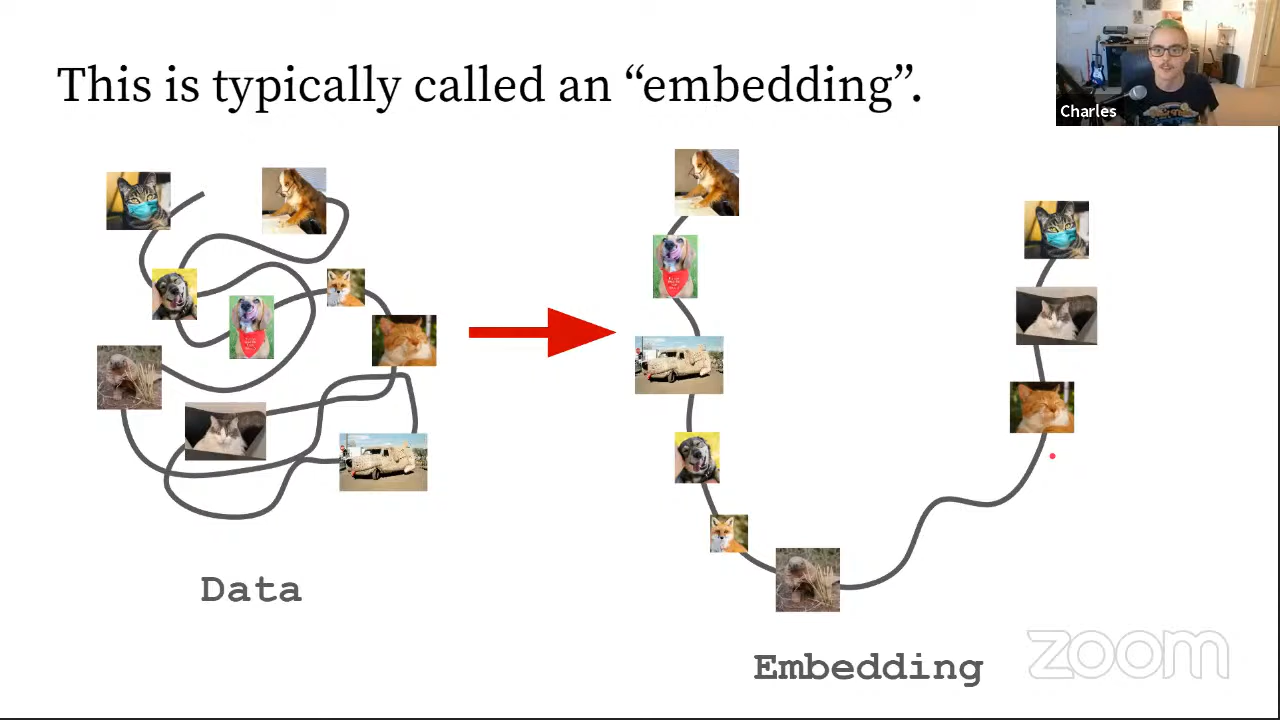 This is typically called an “embedding”.
Charles
Data
Embedding
zoom